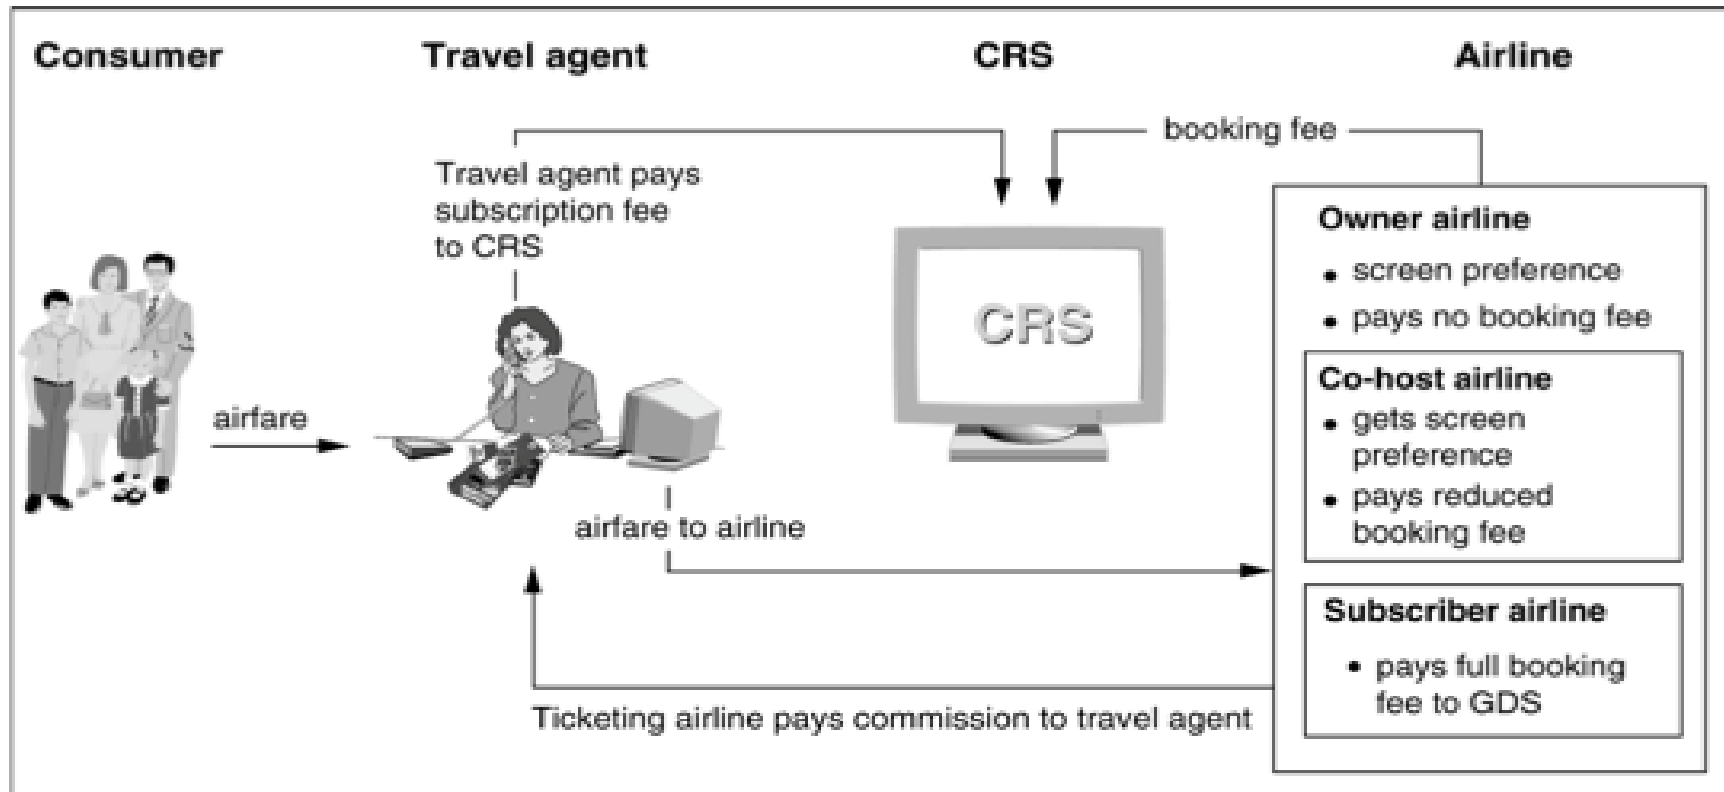 Consumer
Travel agent
CRS
Airline
booking fee
Travel agent pays
subscription fee
to CRS
Owner airline
• screen preference
• pays no booking fee
CRS
Co-host airline
• gets screen
preference
• pays reduced
booking fee
airfare
airfare to airline
Subscriber airline
• pays full booking
fee to GDS
Ticketing airline pays commission to travel agent